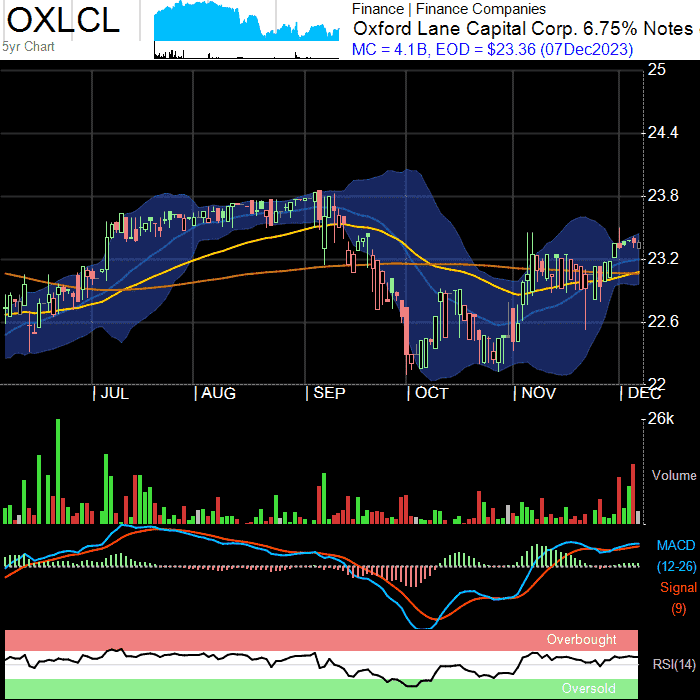 OXLCL
5yr Chart
Finance | Finance Companies
Oxford Lane Capital Corp. 6.75% Notes
MC = 4.1B, EOD = $23.36 (07Dec2023)
25
24.4
23.8
23.2
22.6
22
| JUL | AUG | SEP | OCT | NOV | DEC
26k
Volume
MACD
(12-26)
Signal
(9)
Overbought
RSI(14)
Oversold